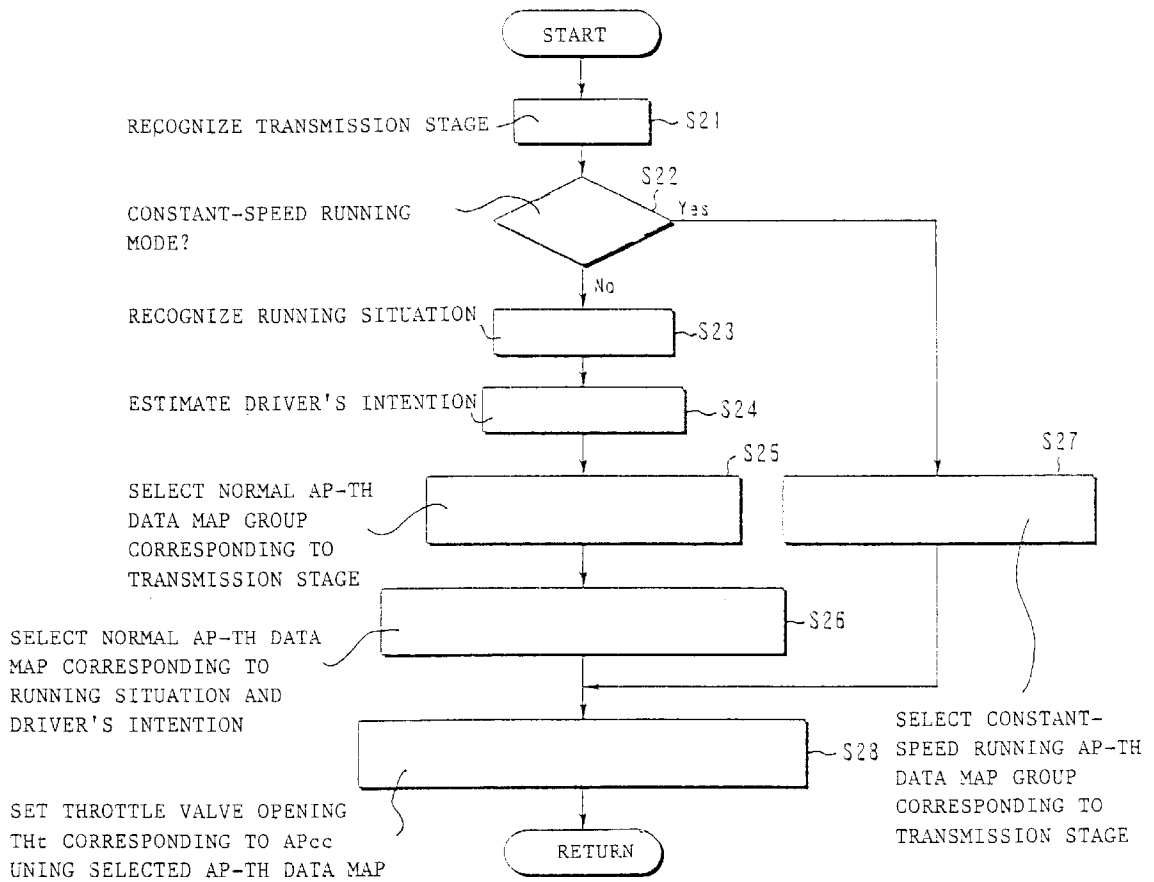 START
RECOGNIZE TRANSMISSION STAGE
S21
S22
CONSTANT-SPEED RUNNING
MODE?
Yes
No
RECOGNIZE RUNNING SITUATION
S23
ESTIMATE DRIVER'S INTENTION
S24
S25
S27
SELECT NORMAL AP-TH
DATA MAP GROUP
CORRESPONDING TO
TRANSMISSION STAGE
S26
SELECT NORMAL AP-TH DATA
MAP CORRESPONDING TO
RUNNING SITUATION AND
DRIVER'S INTENTION
SELECT CONSTANT-
SPEED RUNNING AP-TH
DATA MAP GROUP
CORRESPONDING TO
TRANSMISSION STAGE
S28
SET THROTTLE VALVE OPENING
THt CORRESPONDING TO APcc
UNING SELECTED AP-TH DATA MAP
RETURN